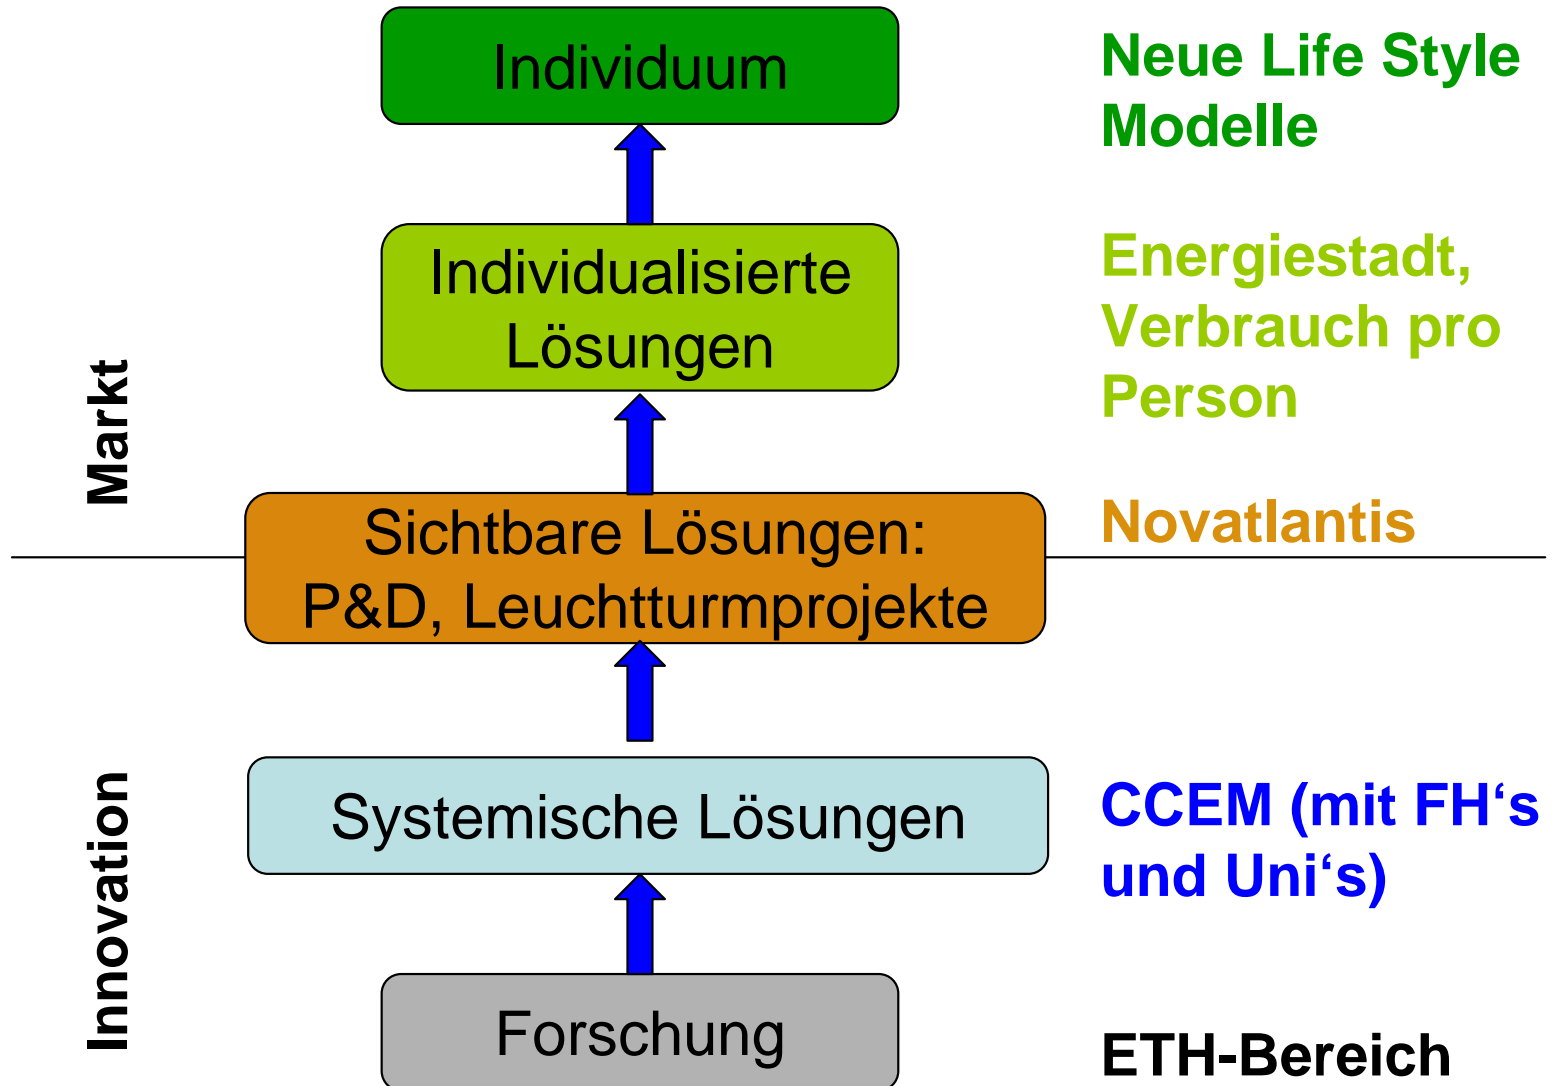 Individuum
Neue Life Style
Modelle
Individualisierte
Lösungen
Energiestadt,
Verbrauch pro
Person
Markt
Sichtbare Lösungen:
P&D, Leuchtturmprojekte
Novatlantis
Innovation
Systemische Lösungen
CCEM (mit FH‘s
und Uni‘s)
Forschung
ETH-Bereich